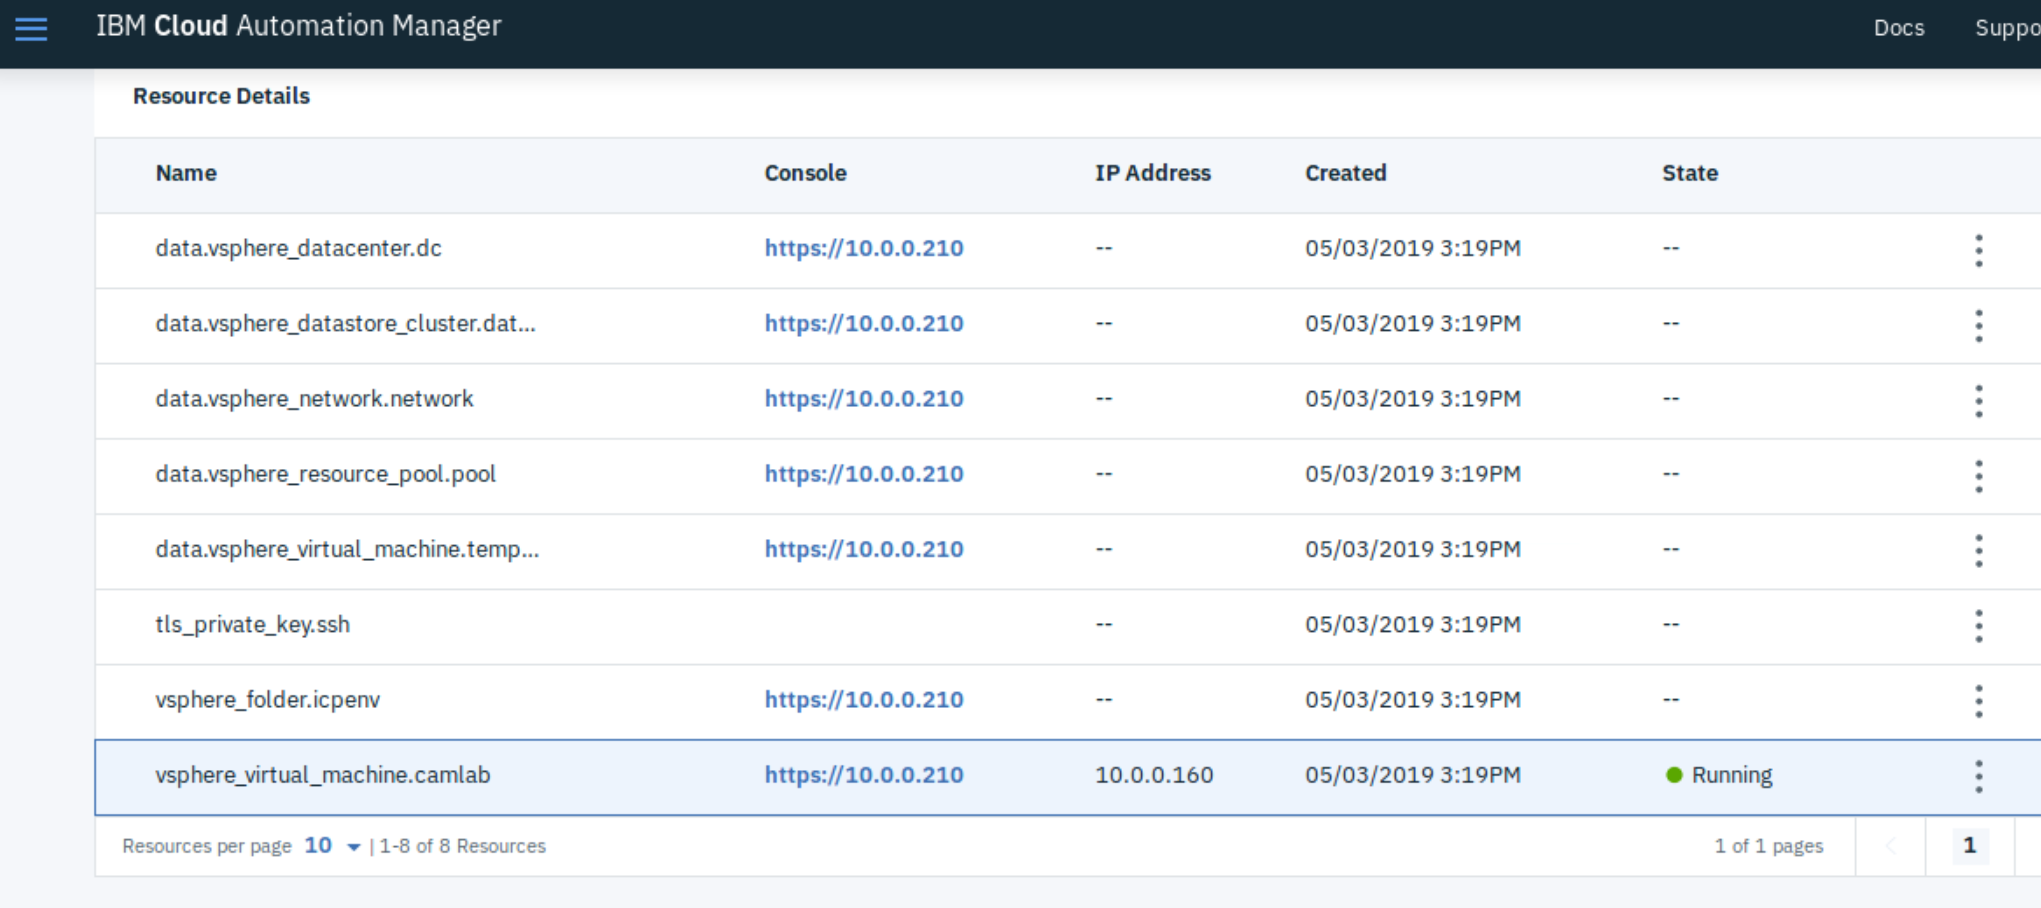 IBM Cloud Automation Manager Docs Suppo
Resource Details
Name Console IP Address Created State
data.vsphere_datacenter.dc https://10.0.0.210 -- 05/03/2019 3:19PM --
data.vsphere_datastore_cluster.dat... https://10.0.0.210 -- 05/03/2019 3:19PM --
data.vsphere_network.network https://10.0.0.210 -- 05/03/2019 3:19PM --
data.vsphere_resource_pool.pool https://10.0.0.210 -- 05/03/2019 3:19PM --
data.vsphere_virtual_machine.temp... https://10.0.0.210 -- 05/03/2019 3:19PM --
tls_private_key.ssh -- 05/03/2019 3:19PM --
vsphere_folder.icpenv https://10.0.0.210 -- 05/03/2019 3:19PM --
vsphere_virtual_machine.camlab https://10.0.0.210 10.0.0.160 05/03/2019 3:19PM Running
Resources per page 10 | 1-8 of 8 Resources 1 of 1 pages 1